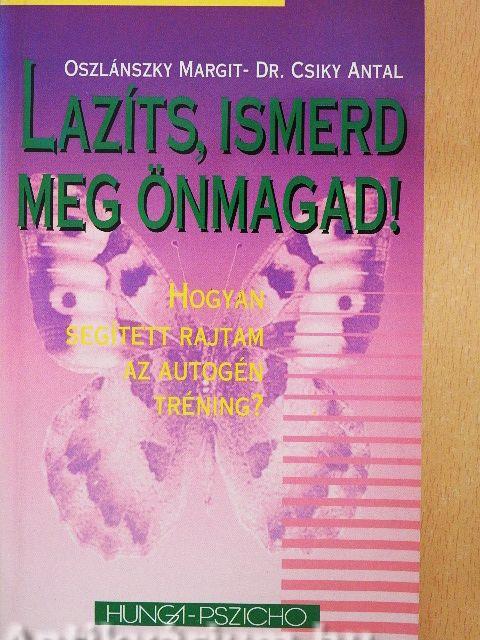 OSZLÁNSZKY MARGIT- DR. CSIKY ANTAL
LAZÍTS, ISMERD
MEG ÖNMAGAD!
HOGYAN
SEGÍTETT RAJTAM
AZ AUTOGÉN
TRÉNING?
HUNGA-PSZICHO